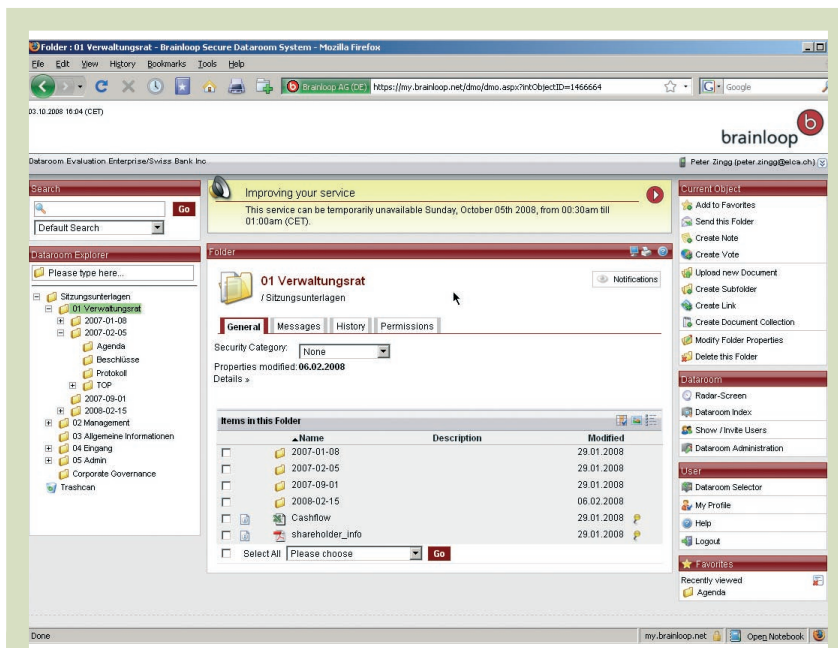 Folder : 01 Verwaltungsrat - Brainloop Secure Dataroom System - Mozilla Firefox
File Edit View History Bookmarks Tools Help
Brainloop AG (DE) https://my.brainloop.net/dmo/dmo.aspx?intObjectID=1466664
Google
03.10.2008 16:04 (CET)
brainloop
Dataroom Evaluation Enterprise/Swiss Bank Inc
Peter Zingg (peter.zingg@elca.ch)
Search
Go
Default Search
Dataroom Explorer
Please type here...
Sitzungsunterlagen
01 Verwaltungsrat
2007-01-08
2007-02-05
Agenda
Beschlüsse
Protokoll
TOP
2007-09-01
2008-02-15
02 Management
03 Allgemeine Informationen
04 Eingang
05 Admin
Corporate Governance
Trashcan
Improving your service
This service can be temporarily unavailable Sunday, October 05th 2008, from 00:30am till
01:00am (CET).
Folder
01 Verwaltungsrat
/ Sitzungsunterlagen
Notifications
General Messages History Permissions
Security Category: None
Properties modified: 06.02.2008
Details »
Items in this Folder
Name Description Modified
2007-01-08 29.01.2008
2007-02-05 29.01.2008
2007-09-01 29.01.2008
2008-02-15 06.02.2008
Cashflow 29.01.2008
shareholder_info 29.01.2008
Select All Please choose Go
Current Object
Add to Favorites
Send this Folder
Create Note
Create Vote
Upload new Document
Create Subfolder
Create Link
Create Document Collection
Modify Folder Properties
Delete this Folder
Dataroom
Radar-Screen
Dataroom Index
Show / Invite Users
Dataroom Administration
User
Dataroom Selector
My Profile
Help
Logout
Favorites
Recently viewed
Agenda
Done
my.brainloop.net Open Notebook